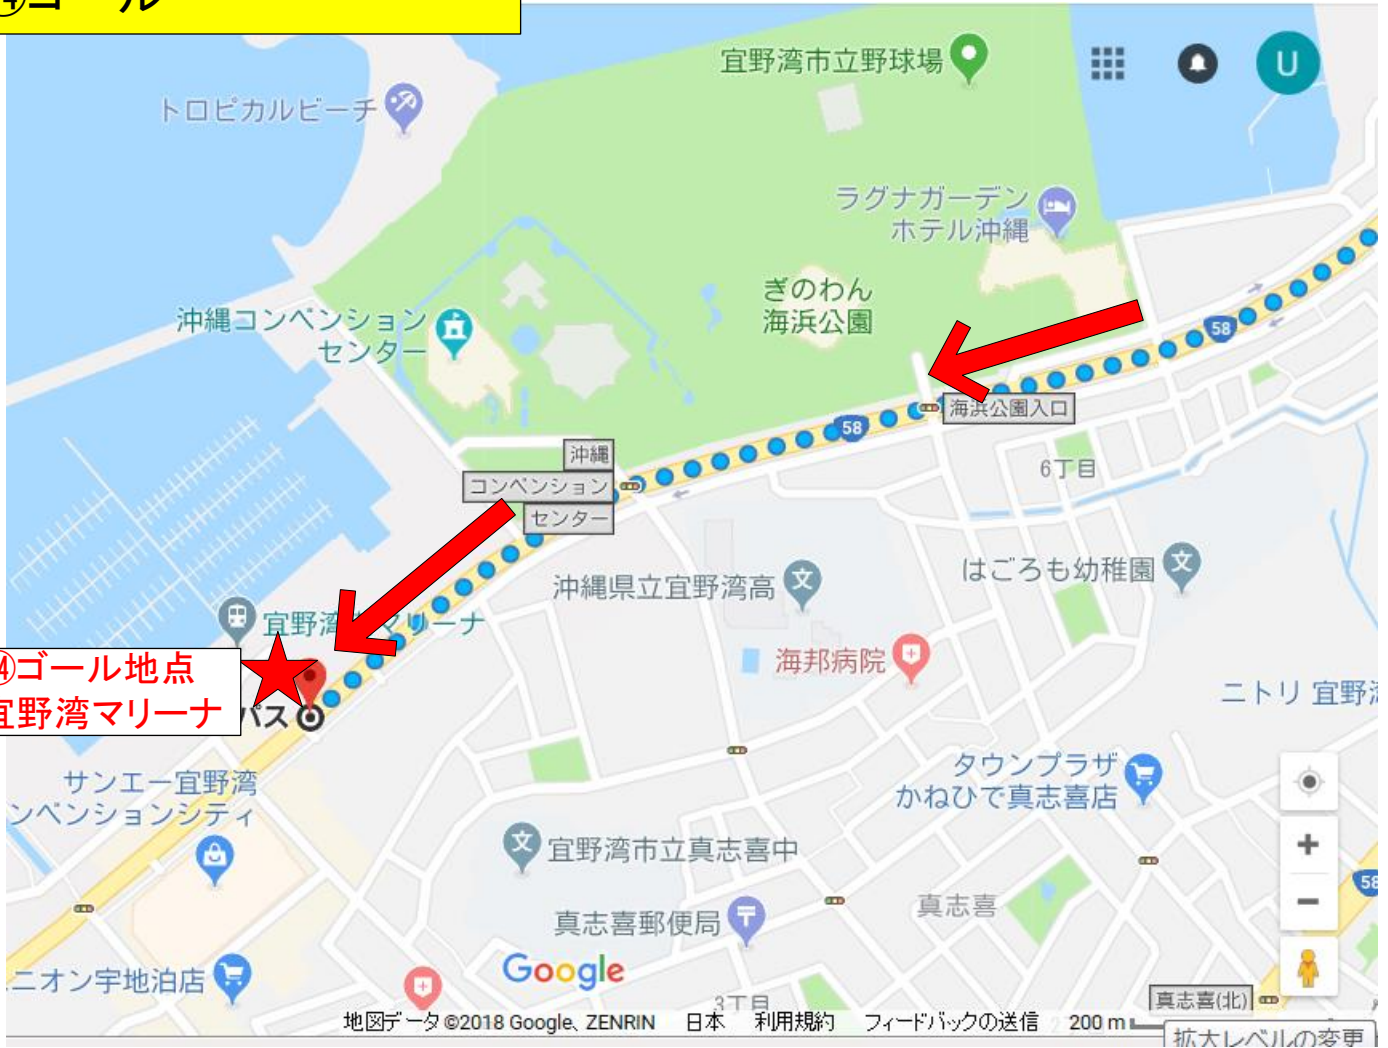 ④ゴール
宜野湾市立野球場
U
トロピカルビーチ
ラグナガーデン
ホテル沖縄
ぎのわん
海浜公園
沖縄コンベンション
センター
58
58
海浜公園入口
沖縄
コンベンション
センター
6丁目
はごろも幼稚園
沖縄県立宜野湾高
海邦病院
マリーナ
④ゴール地点
宜野湾マリーナ
バス
ニトリ 宜野湾
サンエー宜野湾
ンベンションシティ
タウンプラザ
かねひで真志喜店
宜野湾市立真志喜中
58
真志喜
真志喜郵便局
ニオン宇地泊店
Google
3丁目
真志喜(北)
地図データ ©2018 Google、ZENRIN 日本 利用規約 フィードバックの送信 200 m
拡大レベルの変更